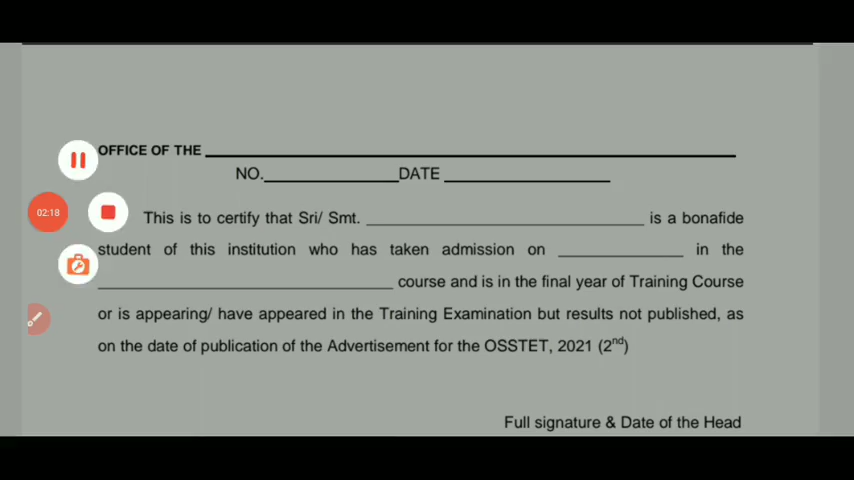 OFFICE OF THE
NO. DATE
02:18
This is to certify that Sri/ Smt. is a bonafide
student of this institution who has taken admission on in the
course and is in the final year of Training Course
or is appearing/ have appeared in the Training Examination but results not published, as
on the date of publication of the Advertisement for the OSSTET, 2021 (2nd)
Full signature & Date of the Head